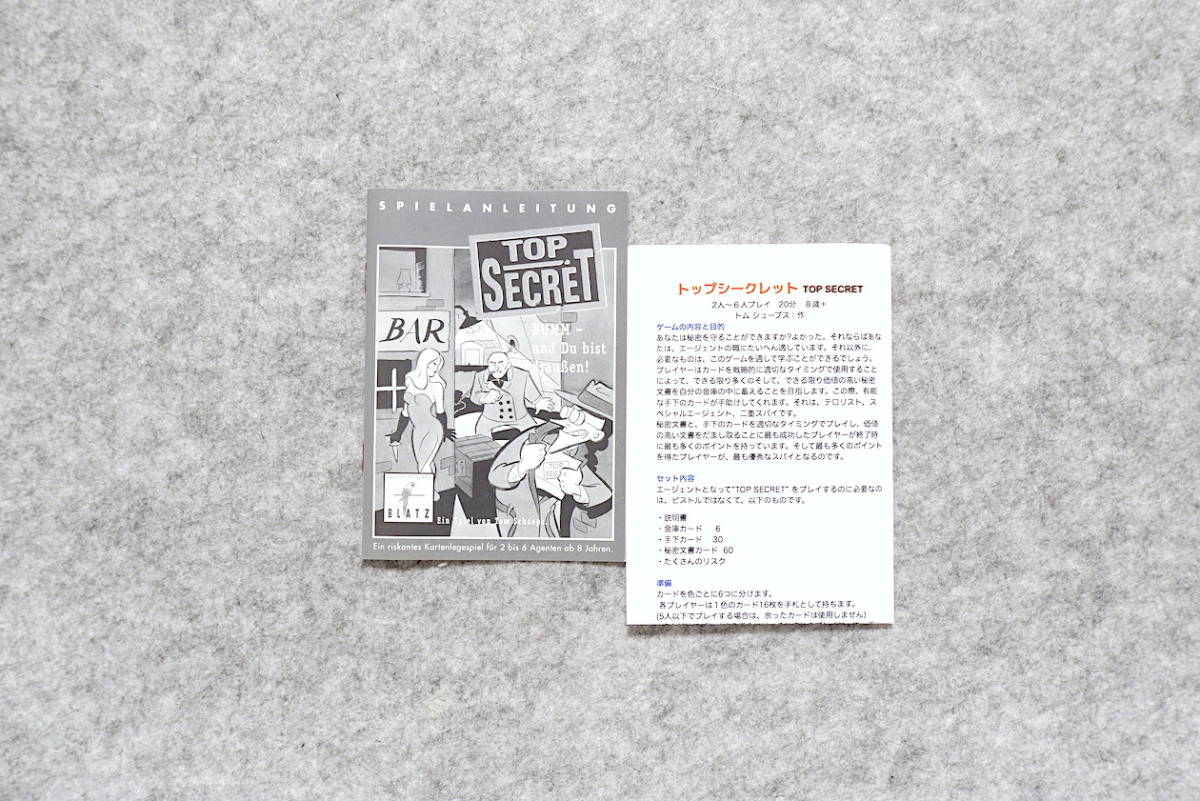 SPIELANLEITUNG
TOP
SECRET
BUMM –
und Du bist
draußen!
BAR
TOP
SECRET
BLATZ
Ein Spiel von Tom Schoeps.
Ein riskantes Kartenlegespiel für 2 bis 6 Agenten ab 8 Jahren.
トップシークレット TOP SECRET
2人〜6人プレイ 20分 8歳+
トム シュープス:作
ゲームの内容と目的
あなたは秘密を守ることができますか?よかった。それならばあな
たは、エージェントの職にたいへん適しています。それ以外に、
必要なものは、このゲームを通して学ぶことができるでしょう。
プレイヤーはカードを戦略的に適切なタイミングで使用すること
によって、できる限り多くのそして、できる限り価値の高い秘密
文書を自分の金庫の中に蓄えることを目指します。この際、有能
な手下のカードが手助けしてくれます。それは、テロリスト、ス
ペシャルエージェント、二重スパイです。
秘密文書と、手下のカードを適切なタイミングでプレイし、価値
の高い文書をだまし取ることに最も成功したプレイヤーが終了時
に最も多くのポイントを持っています。そして最も多くのポイント
を得たプレイヤーが、最も優秀なスパイとなるのです。
セット内容
エージェントとなって"TOP SECRET" をプレイするのに必要なの
は、ピストルではなくて、以下のものです。
・説明書
・金庫カード 6
・手下カード 30
・秘密文書カード 60
・たくさんのリスク
準備
カードを色ごとに6つに分けます。
各プレイヤーは1色のカード16枚を手札として持ちます。
(5人以下でプレイする場合は、余ったカードは使用しません)